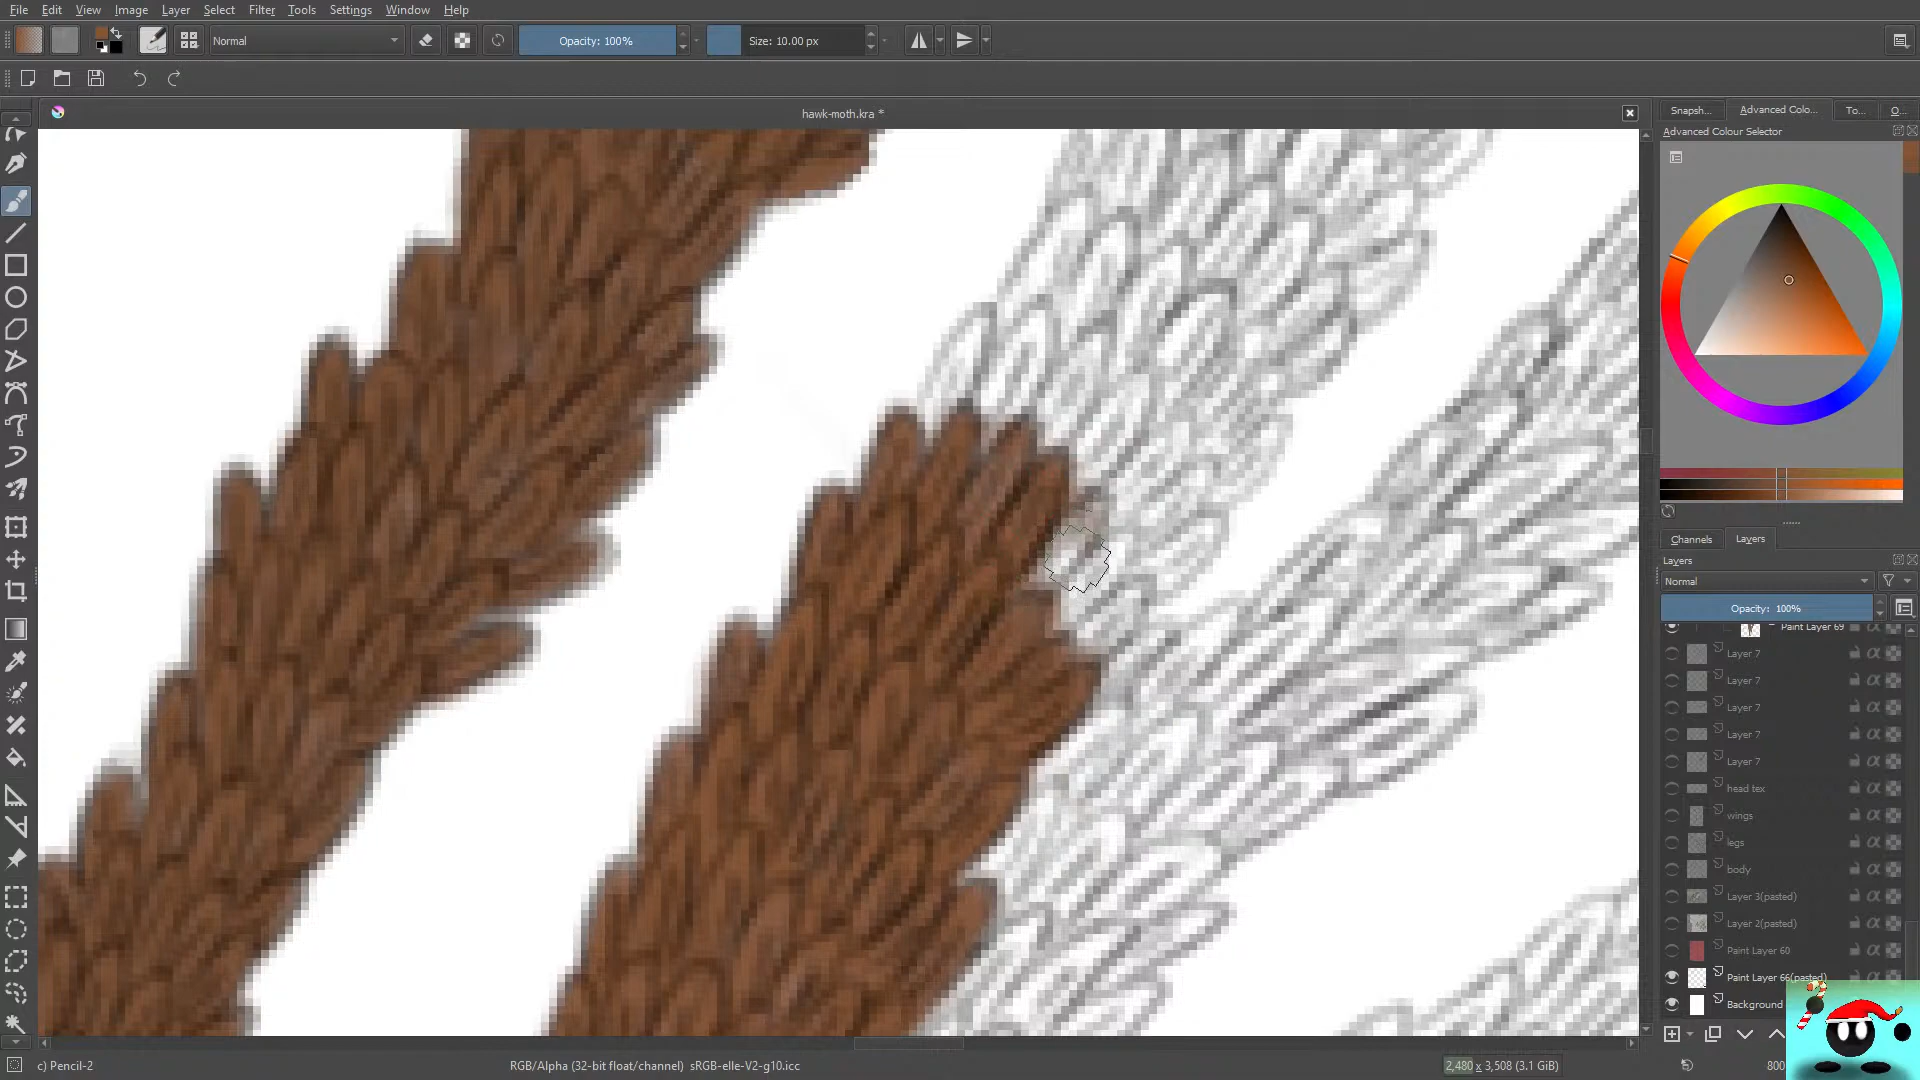 File Edit View Image Layer Select Filter Tools Settings Window Help
Normal Opacity: 100% Size: 10.00 px
hawk-moth.kra *
Snapsh... Advanced Colo... To... O...
Advanced Colour Selector
Channels Layers
Layers
Normal
Opacity: 100%
Paint Layer 69
Layer 7
Layer 7
Layer 7
Layer 7
Layer 7
head tex
wings
legs
body
Layer 3(pasted)
Layer 2(pasted)
Paint Layer 60
Paint Layer 66(pasted)
Background
c) Pencil-2 RGB/Alpha (32-bit float/channel) sRGB-elle-V2-g10.icc 2,480 x 3,508 (3.1 GiB) 800